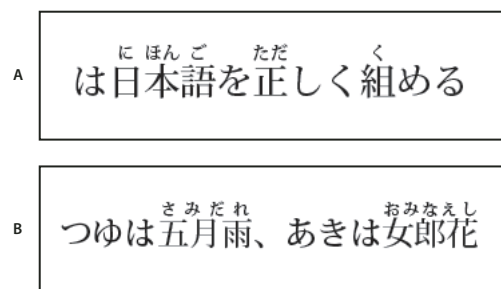 A
に ほん ご ただ く
は日本語を正しく組める
B
さみだれ おみなえし
つゆは五月雨、あきは女郎花